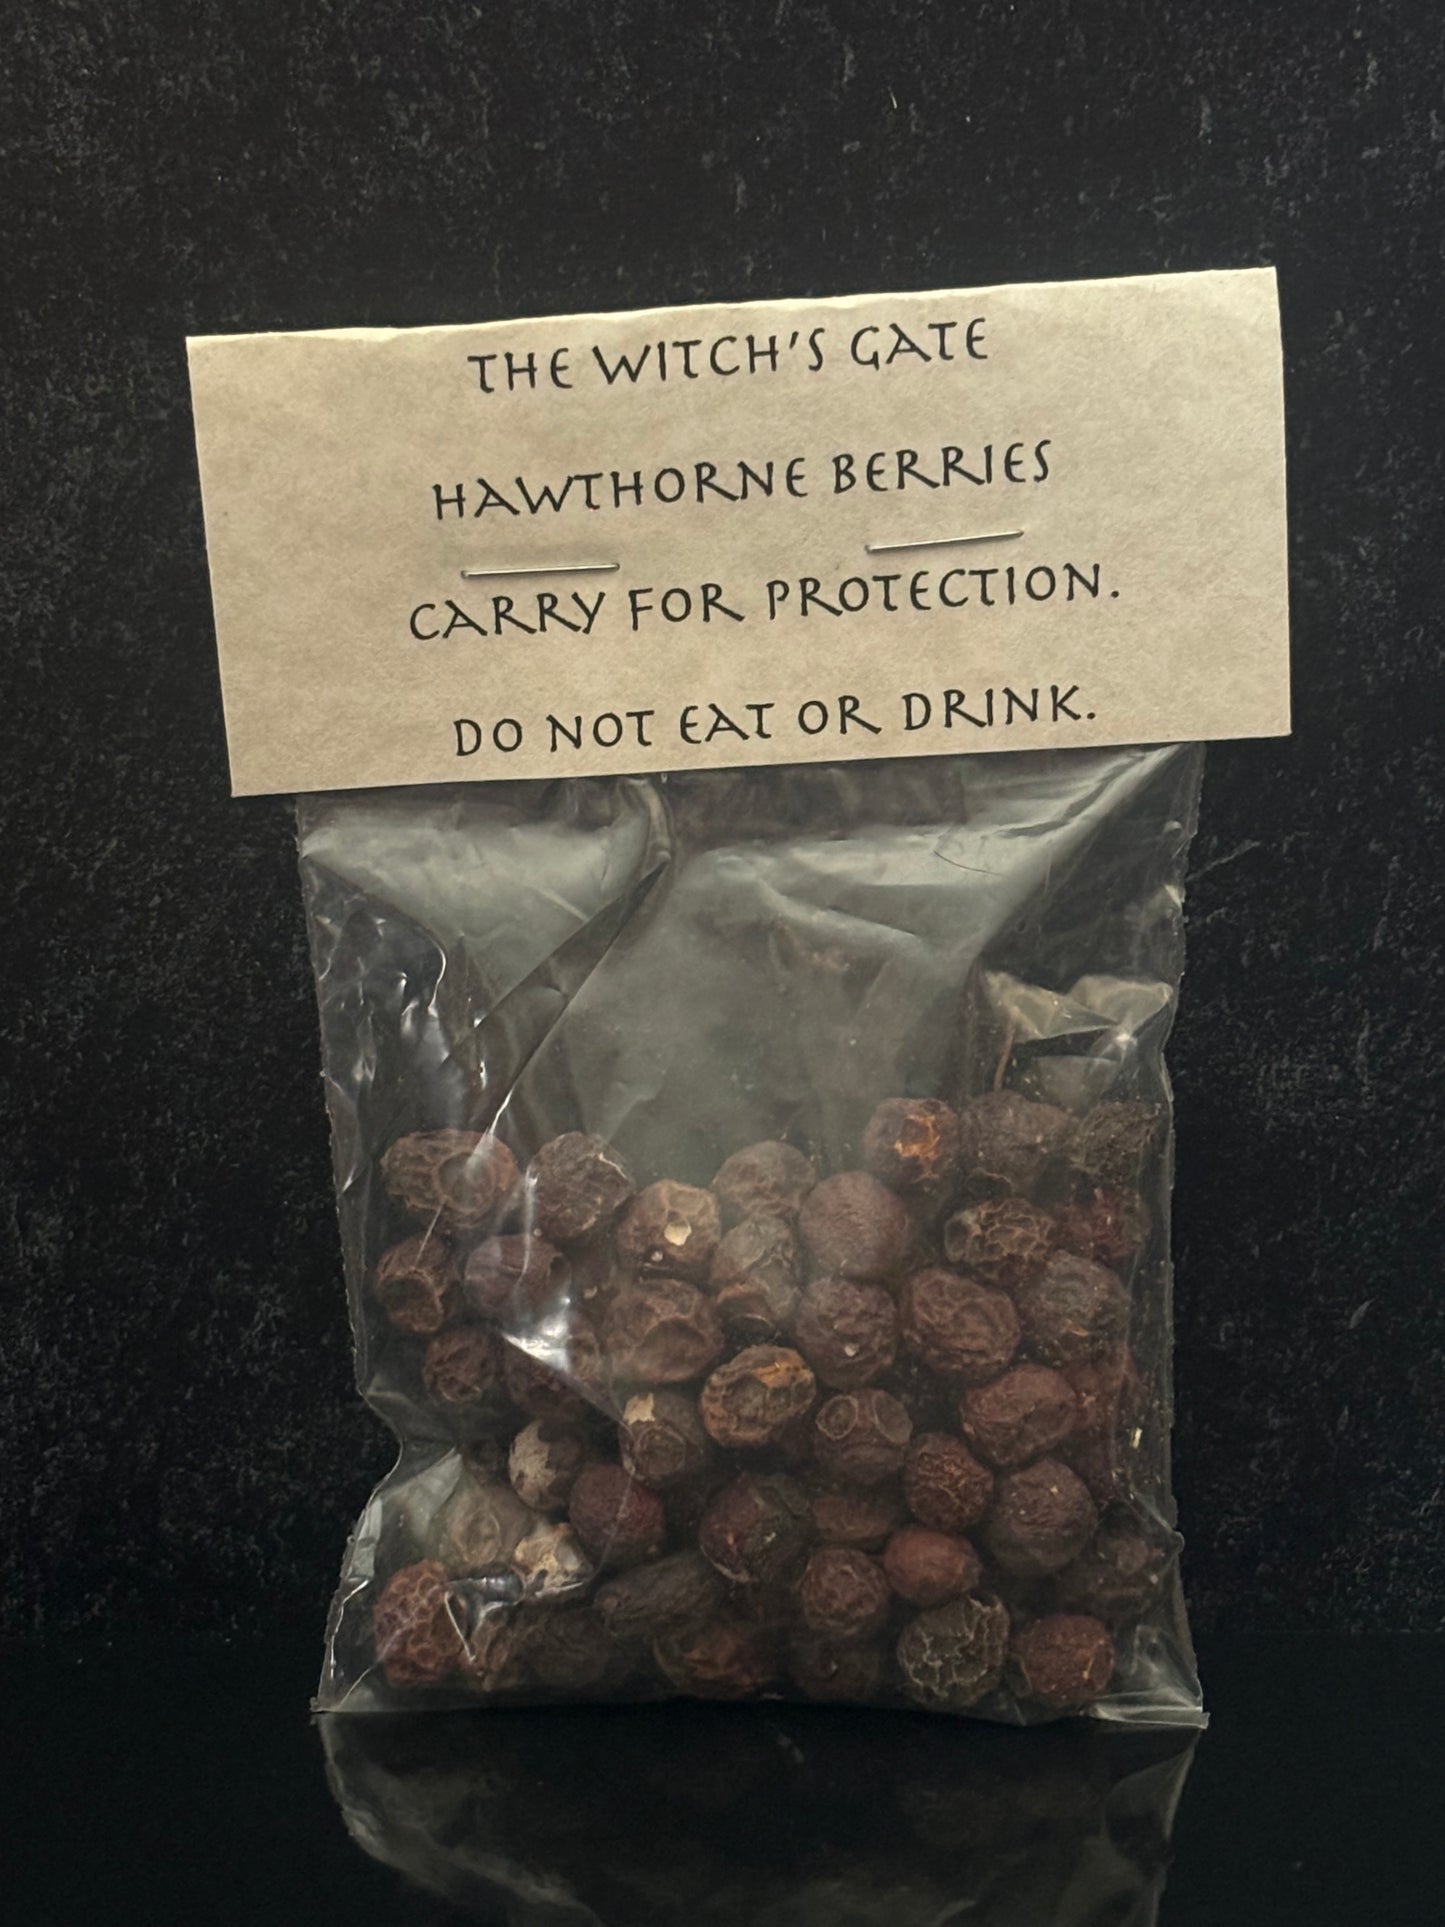 THE WITCH'S GATE
HAWTHORNE BERRIES
CARRY FOR PROTECTION.
DO NOT EAT OR DRINK.